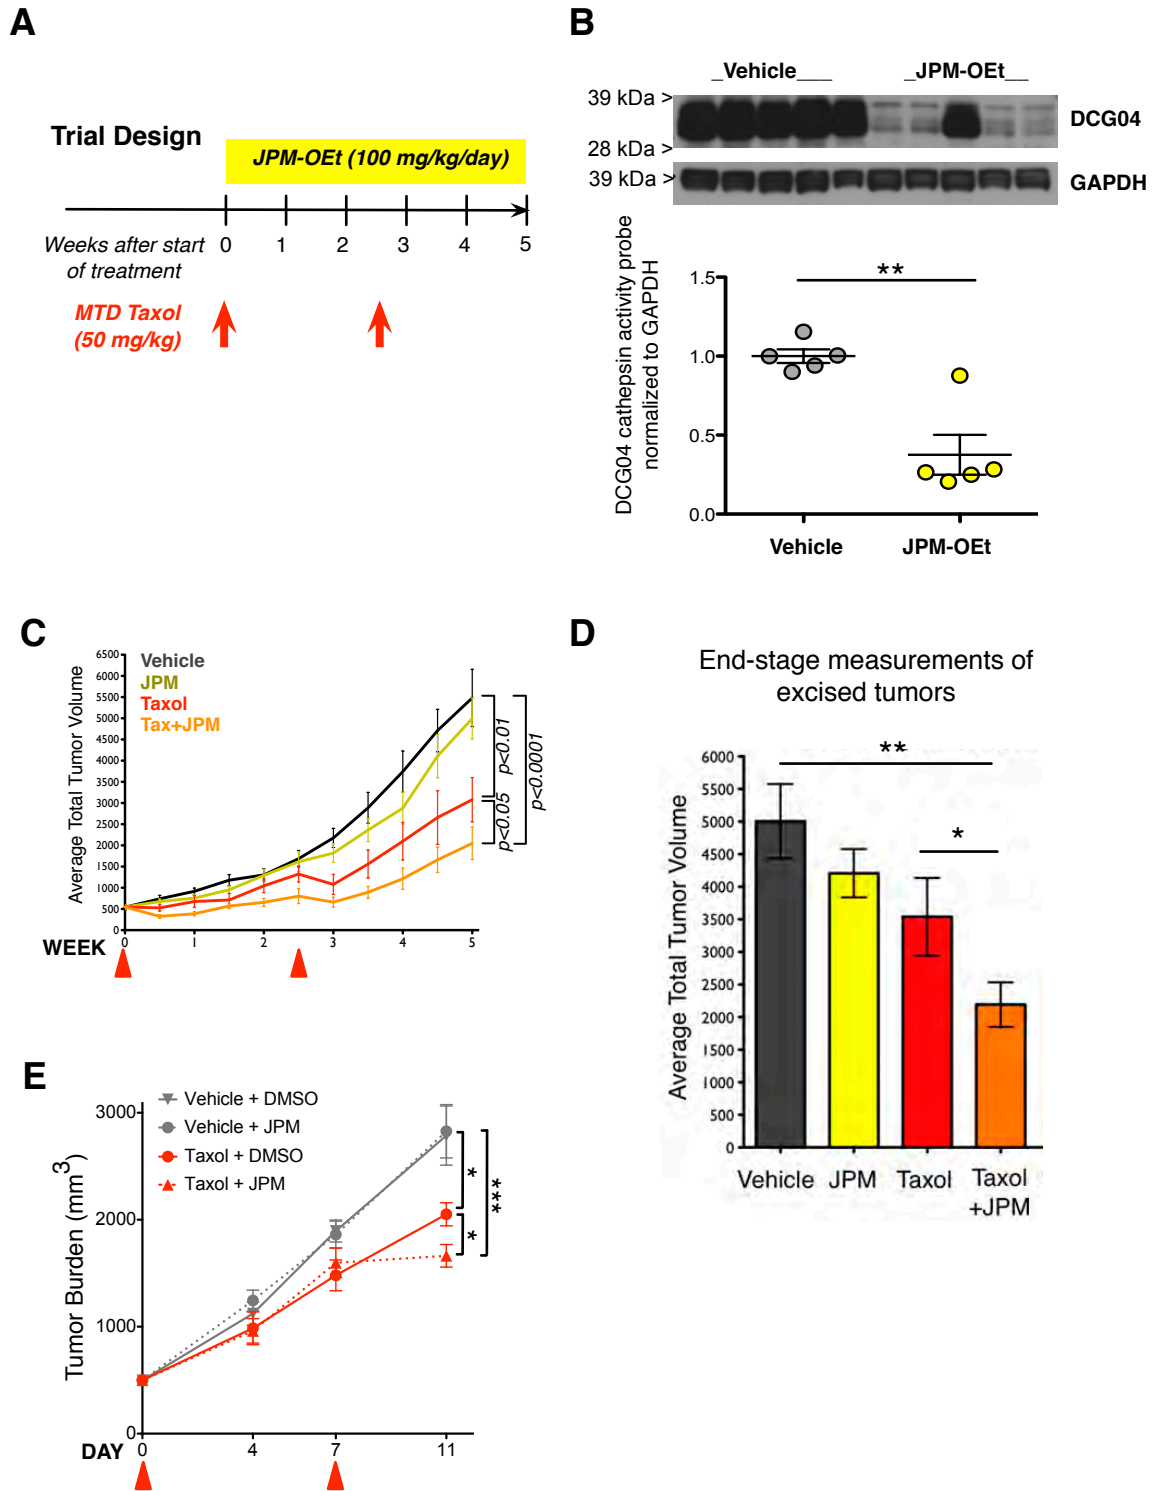 A
Trial Design
JPM-OEt (100 mg/kg/day)
Weeks after start
of treatment
0 1 2 3 4 5
MTD Taxol
(50 mg/kg)
B
_Vehicle___ _JPM-OEt__
39 kDa >
DCG04
28 kDa >
39 kDa >
GAPDH
DCG04 cathepsin activity probe
normalized to GAPDH
1.5
1.0
0.5
0.0
**
Vehicle JPM-OEt
C
Average Total Tumor Volume
6500
6000
5500
5000
4500
4000
3500
3000
2500
2000
1500
1000
500
0
Vehicle
JPM
Taxol
Tax+JPM
p<0.01
p<0.05
p<0.0001
WEEK
0 1 2 3 4 5
D
End-stage measurements of
excised tumors
Average Total Tumor Volume
6000
5500
5000
4500
4000
3500
3000
2500
2000
1500
1000
500
0
**
*
Vehicle JPM Taxol Taxol
+JPM
E
Tumor Burden (mm³)
3000
2000
1000
0
Vehicle + DMSO
Vehicle + JPM
Taxol + DMSO
Taxol + JPM
*
*
***
DAY
0 4 7 11